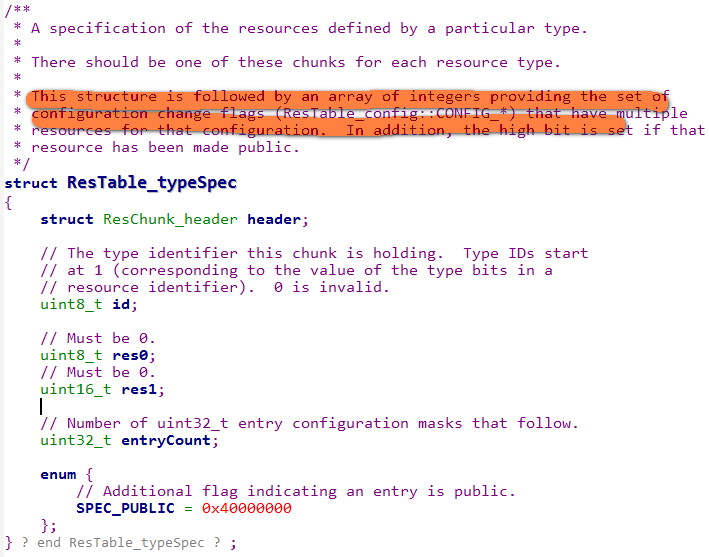 /**
 * A specification of the resources defined by a particular type.
 *
 * There should be one of these chunks for each resource type.
 *
 * This structure is followed by an array of integers providing the set of
 * configuration change flags (ResTable_config::CONFIG_*) that have multiple
 * resources for that configuration.  In addition, the high bit is set if that
 * resource has been made public.
 */
struct ResTable_typeSpec
{
    struct ResChunk_header header;

    // The type identifier this chunk is holding.  Type IDs start
    // at 1 (corresponding to the value of the type bits in a
    // resource identifier).  0 is invalid.
    uint8_t id;

    // Must be 0.
    uint8_t res0;
    // Must be 0.
    uint16_t res1;

    // Number of uint32_t entry configuration masks that follow.
    uint32_t entryCount;

    enum {
        // Additional flag indicating an entry is public.
        SPEC_PUBLIC = 0x40000000
    };
} ? end ResTable_typeSpec ? ;